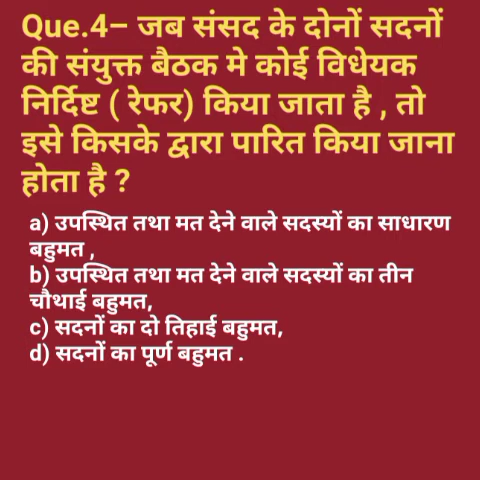 Que.4– जब संसद के दोनों सदनों
की संयुक्त बैठक मे कोई विधेयक
निर्दिष्ट ( रेफर) किया जाता है , तो
इसे किसके द्वारा पारित किया जाना
होता है ?
a) उपस्थित तथा मत देने वाले सदस्यों का साधारण
बहुमत ,
b) उपस्थित तथा मत देने वाले सदस्यों का तीन
चौथाई बहुमत,
c) सदनों का दो तिहाई बहुमत,
d) सदनों का पूर्ण बहुमत .